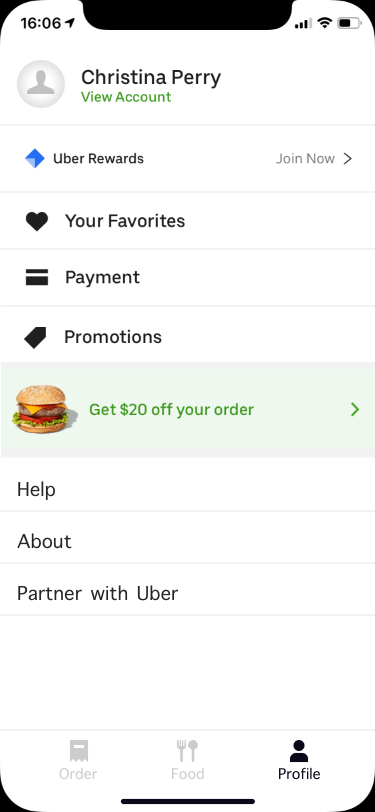 16:06
Christina Perry
View Account
Uber Rewards
Join Now
Your Favorites
Payment
Promotions
Get $20 off your order
Help
About
Partner with Uber
Order
Food
Profile